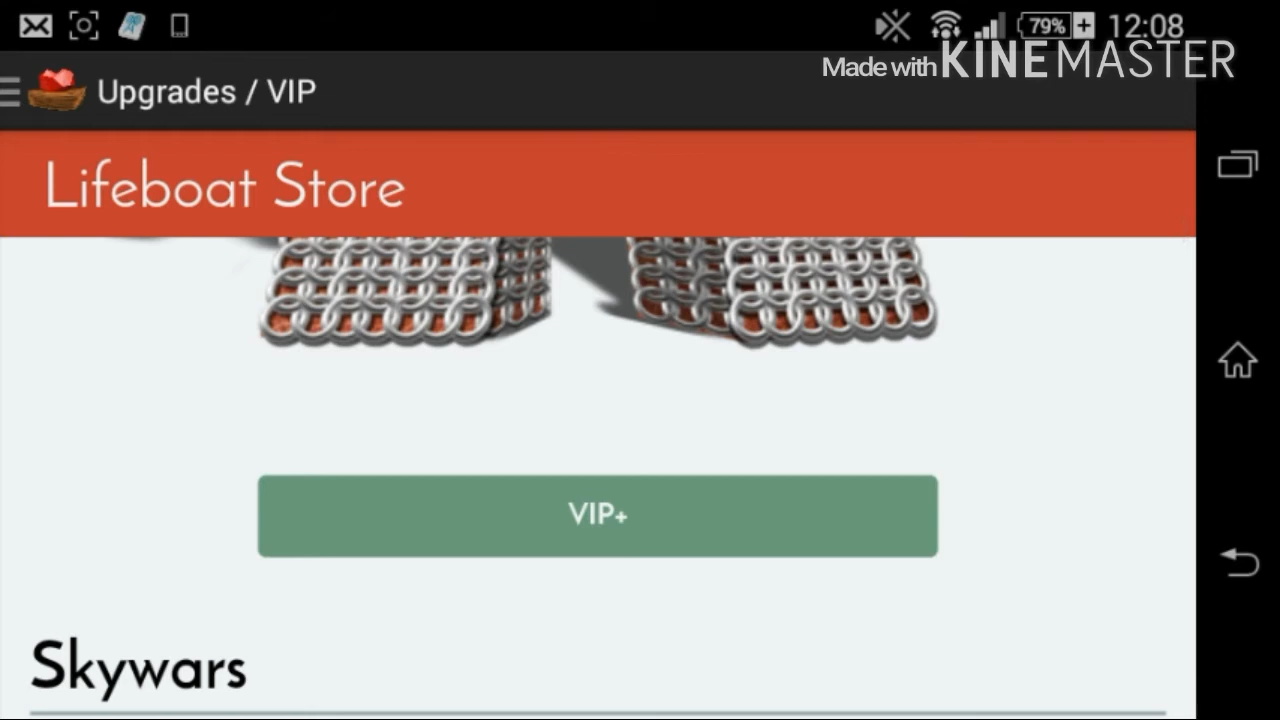 79% 12:08
Made with KINEMASTER
Upgrades / VIP
Lifeboat Store
VIP+
Skywars